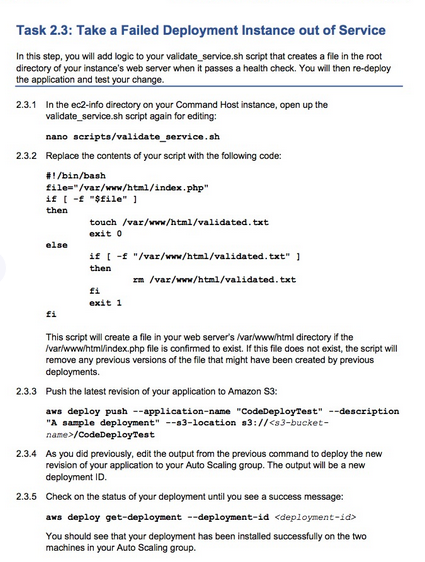 Task 2.3: Take a Failed Deployment Instance out of Service
In this step, you will add logic to your validate_service.sh script that creates a file in the root
directory of your instance's web server when it passes a health check. You will then re-deploy
the application and test your change.
2.3.1 In the ec2-info directory on your Command Host instance, open up the
validate_service.sh script again for editing:
nano scripts/validate_service.sh
2.3.2 Replace the contents of your script with the following code:
#!/bin/bash
file="/var/www/html/index.php"
if [ -f "$file" ]
then
touch /var/www/html/validated.txt
exit 0
else
if [ -f "/var/www/html/validated.txt" ]
then
rm /var/www/html/validated.txt
fi
exit 1
fi
This script will create a file in your web server's /var/www/html directory if the
/var/www/html/index.php file is confirmed to exist. If this file does not exist, the script will
remove any previous versions of the file that might have been created by previous
deployments.
2.3.3 Push the latest revision of your application to Amazon S3:
aws deploy push --application-name "CodeDeployTest" --description
"A sample deployment" --s3-location s3://<s3-bucket-
name>/CodeDeployTest
2.3.4 As you did previously, edit the output from the previous command to deploy the new
revision of your application to your Auto Scaling group. The output will be a new
deployment ID.
2.3.5 Check on the status of your deployment until you see a success message:
aws deploy get-deployment --deployment-id <deployment-id>
You should see that your deployment has been installed successfully on the two
machines in your Auto Scaling group.